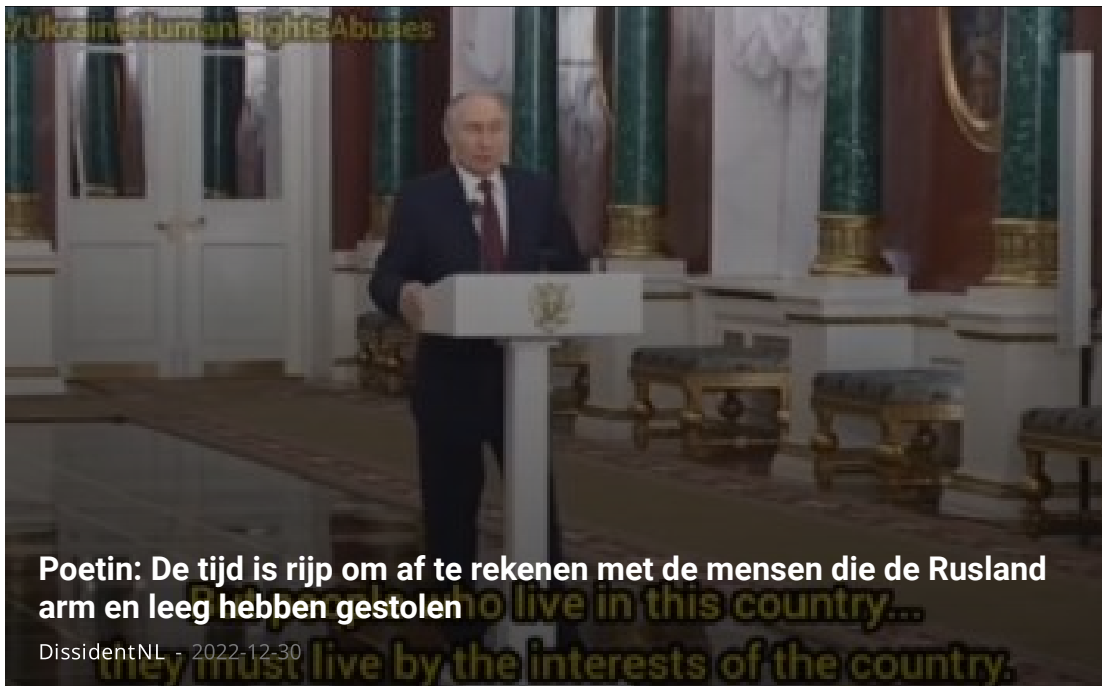 /UkraineHumanRightsAbuses
Poetin: De tijd is rijp om af te rekenen met de mensen die de Rusland
arm en leeg hebben gestolen
who live in this country...
DissidentNL - 2022-12-30
they must live by the interests of the country.